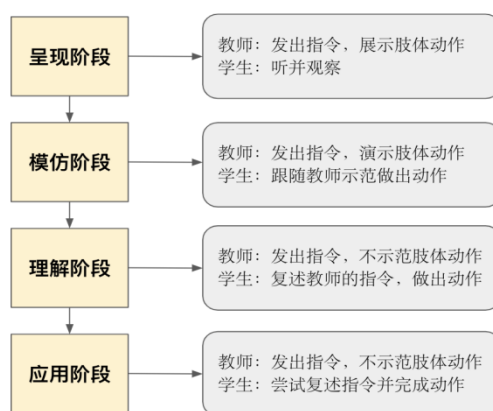 呈现阶段
教师：发出指令，展示肢体动作
学生：听并观察
模仿阶段
教师：发出指令，演示肢体动作
学生：跟随教师示范做出动作
理解阶段
教师：发出指令，不示范肢体动作
学生：复述教师的指令，做出动作
应用阶段
教师：发出指令，不示范肢体动作
学生：尝试复述指令并完成动作